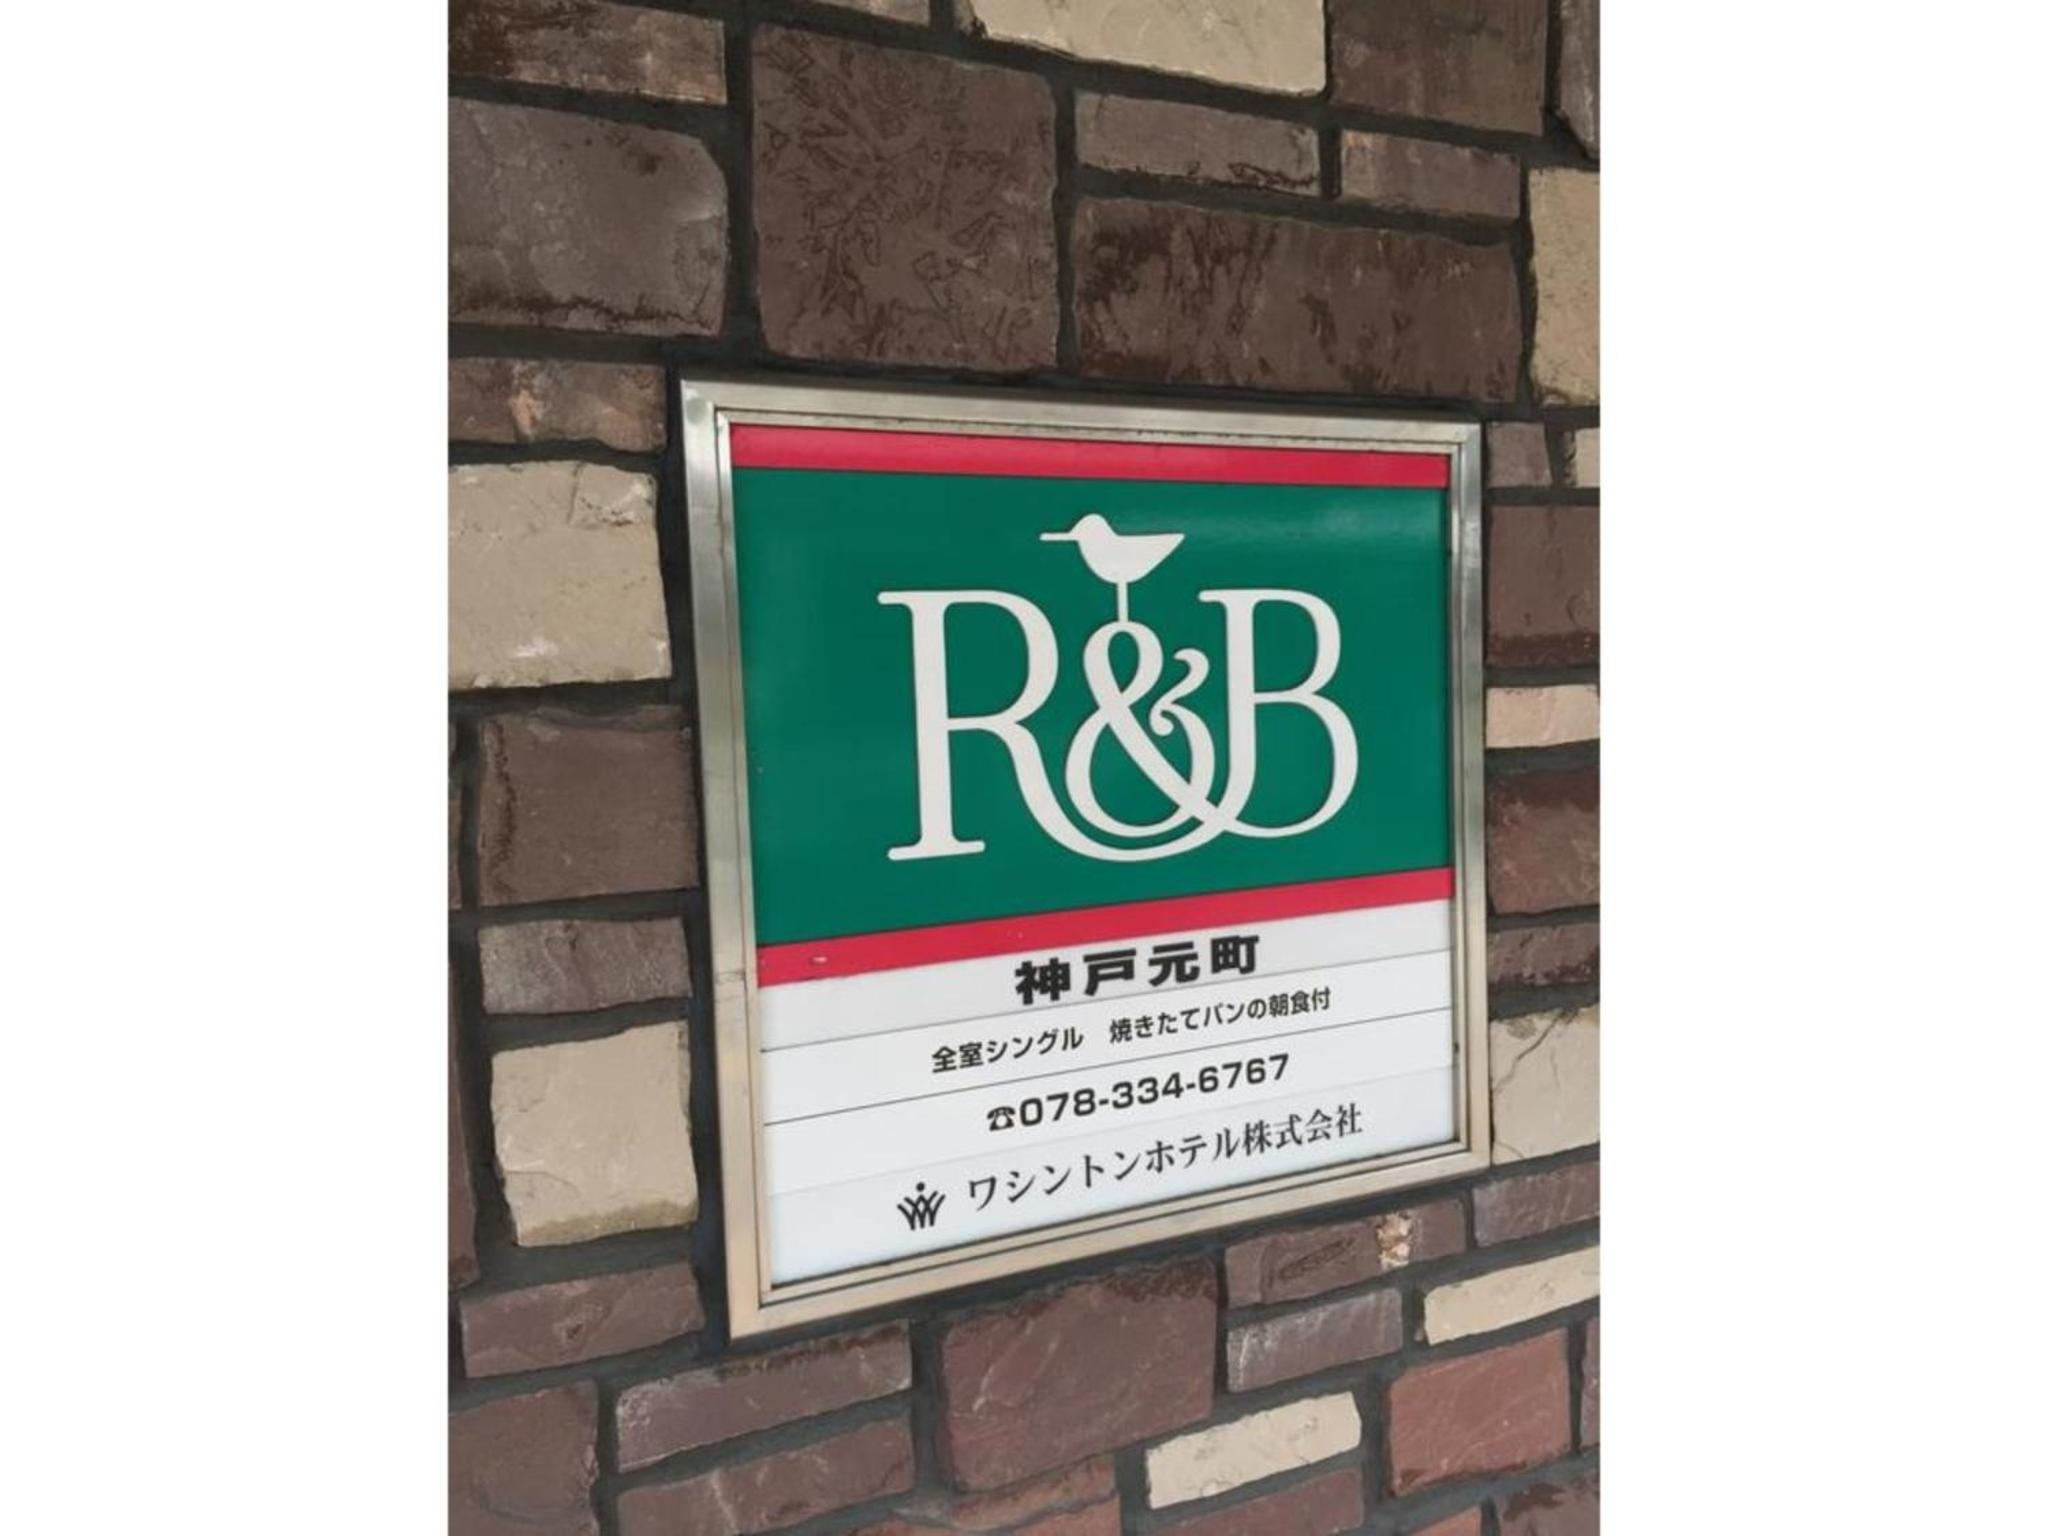 R&B
神戸元町
全室シングル　焼きたてパンの朝食付
☎078-334-6767
ワシントンホテル株式会社